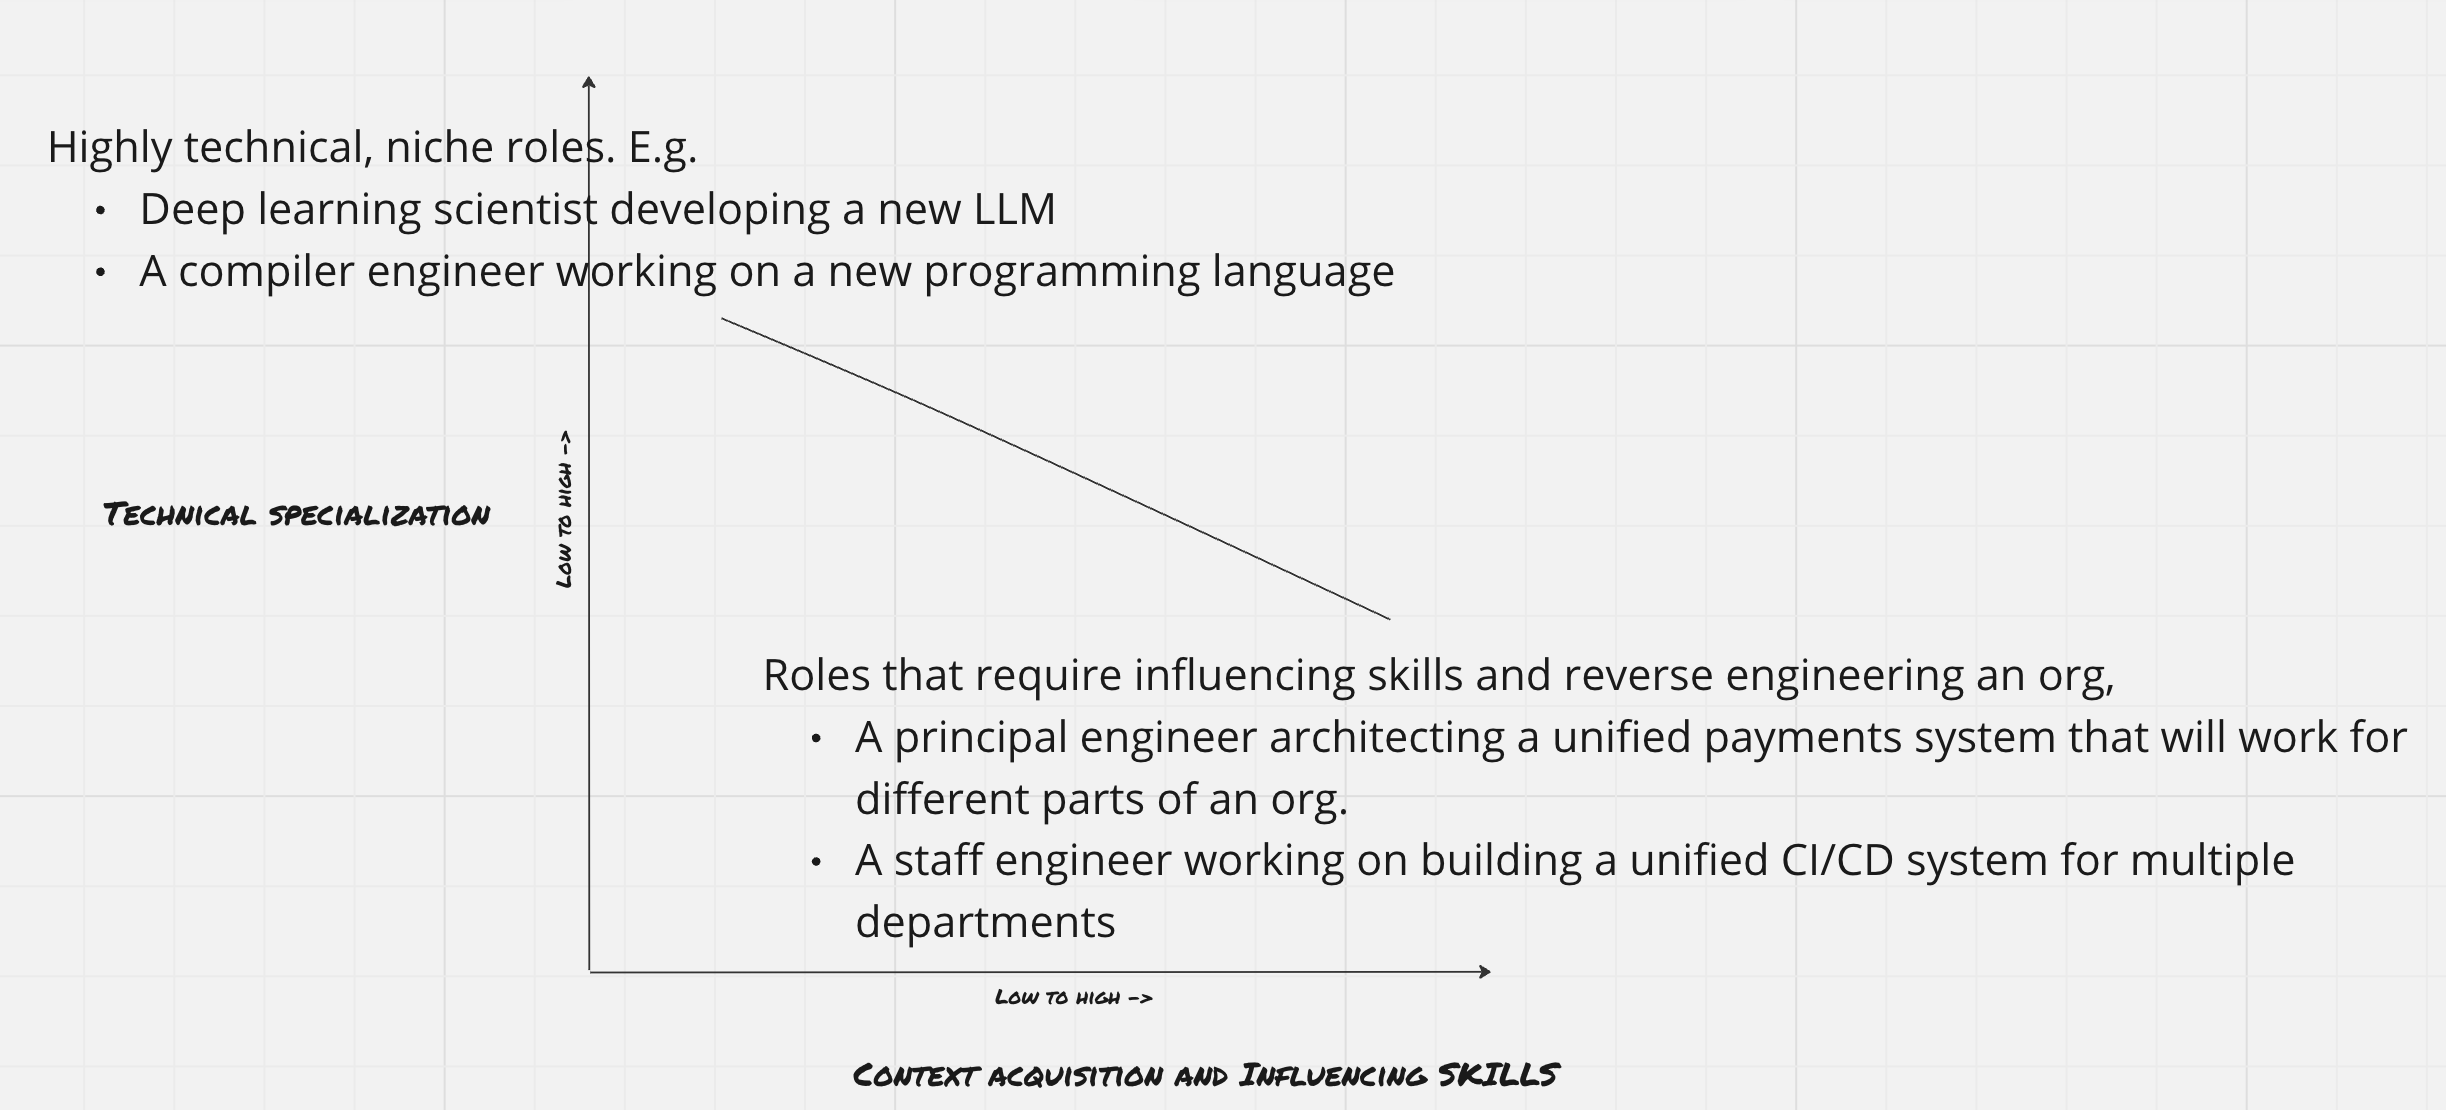 Highly technical, niche roles. E.g.
• Deep learning scientist developing a new LLM
• A compiler engineer working on a new programming language
Low to high ->
Technical specialization
Roles that require influencing skills and reverse engineering an org,
• A principal engineer architecting a unified payments system that will work for
different parts of an org.
• A staff engineer working on building a unified CI/CD system for multiple
departments
Low to high ->
Context acquisition and Influencing SKILLS